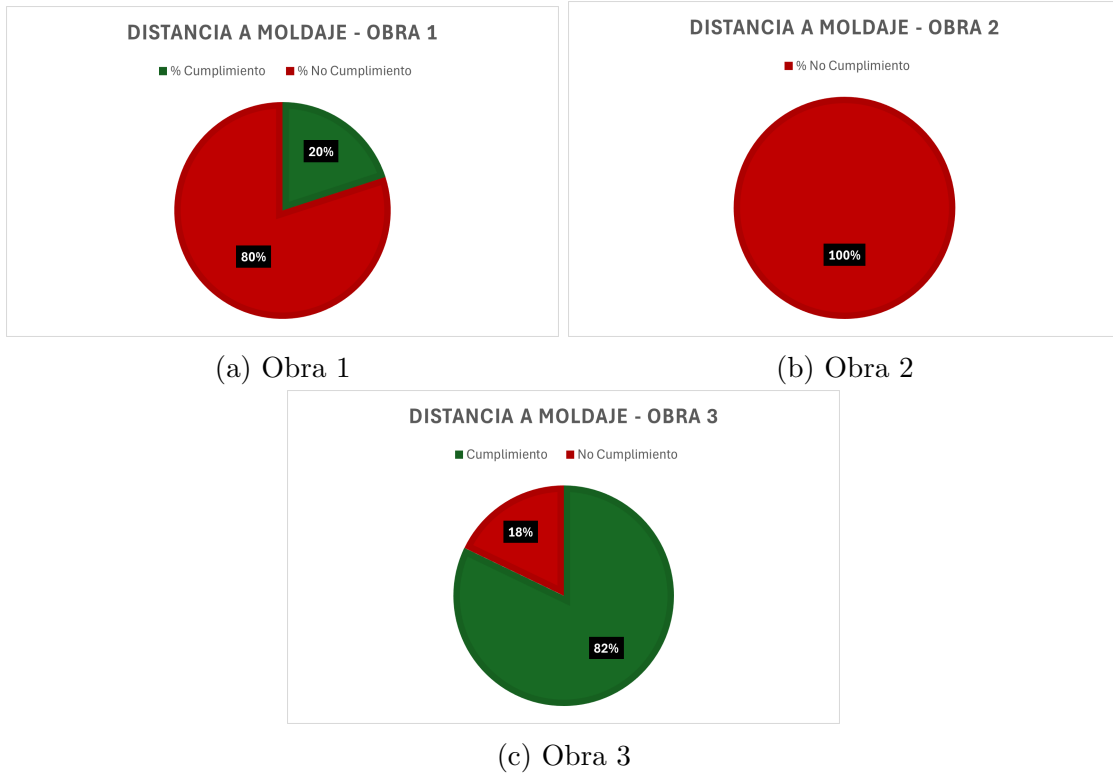 DISTANCIA A MOLDAJE - OBRA 1
% Cumplimiento % No Cumplimiento
20%
80%
(a) Obra 1
DISTANCIA A MOLDAJE - OBRA 2
% No Cumplimiento
100%
(b) Obra 2
DISTANCIA A MOLDAJE - OBRA 3
Cumplimiento No Cumplimiento
18%
82%
(c) Obra 3